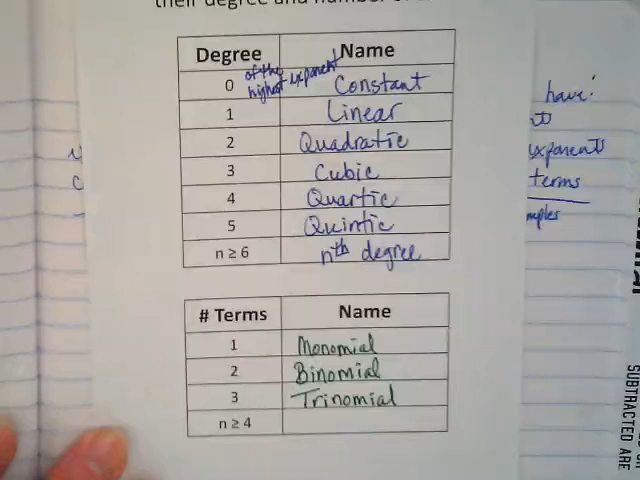 their degree and number
Degree Name
of the
highest exponent
0 Constant
1 Linear
2 Quadratic
3 Cubic
4 Quartic
5 Quintic
n ≥ 6 nth degree
# Terms Name
1 Monomial
2 Binomial
3 Trinomial
n ≥ 4
have:
exponents
terms
SUBTRACTED ARE